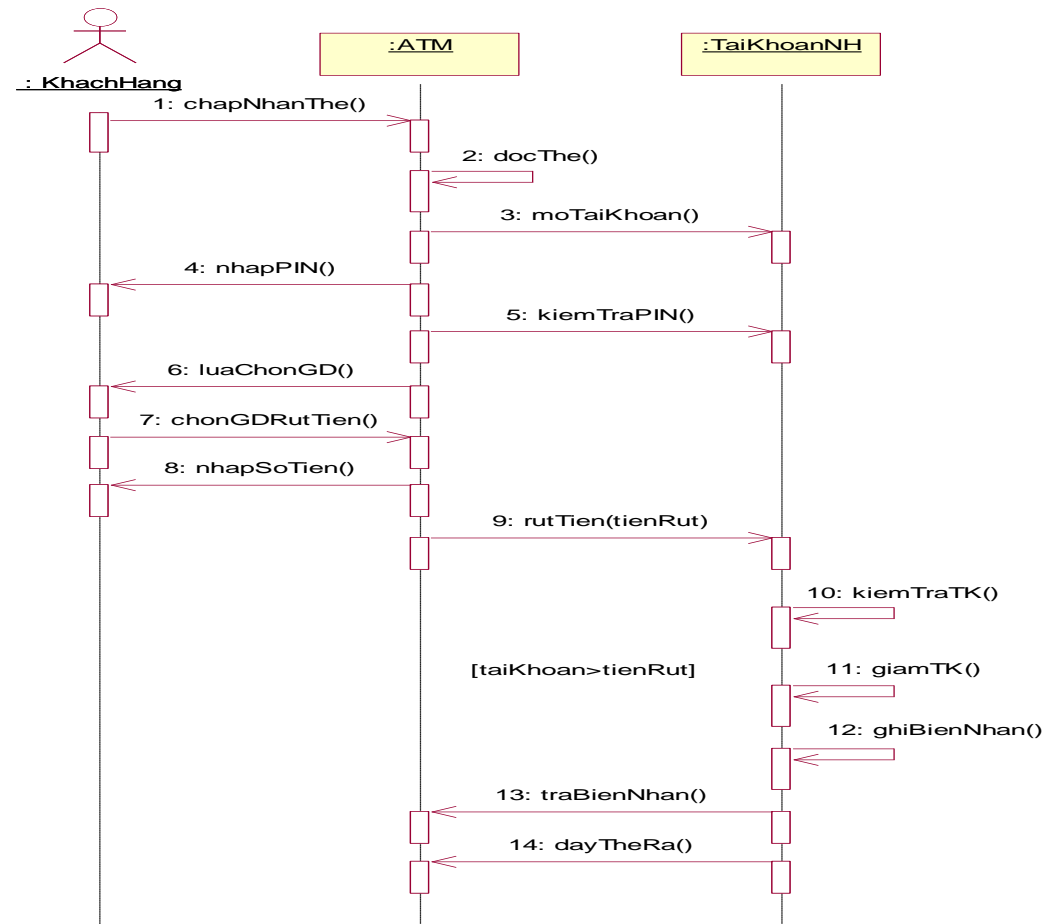 :ATM
:TaiKhoanNH
: KhachHang
1: chapNhanThe()
2: docThe()
3: moTaiKhoan()
4: nhapPIN()
5: kiemTraPIN()
6: luaChonGD()
7: chonGDRutTien()
8: nhapSoTien()
9: rutTien(tienRut)
10: kiemTraTK()
[taiKhoan>tienRut]
11: giamTK()
12: ghiBienNhan()
13: traBienNhan()
14: dayTheRa()